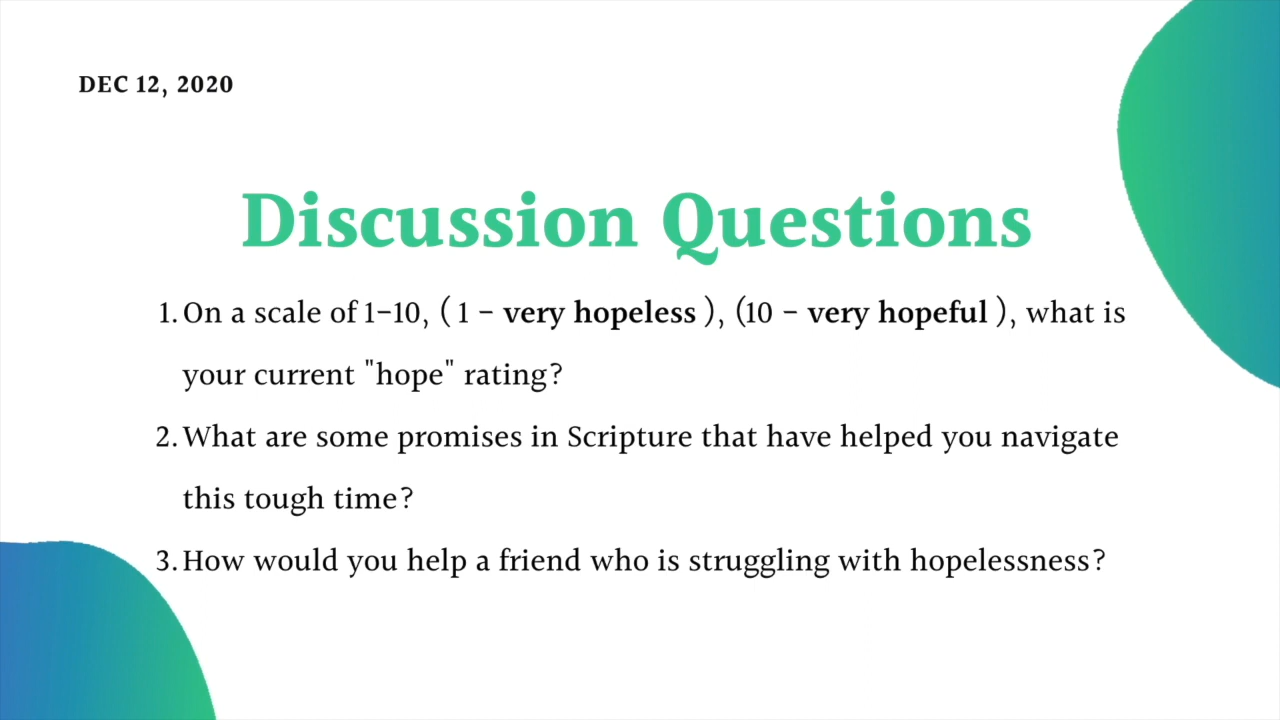 DEC 12, 2020
Discussion Questions
1. On a scale of 1–10, ( 1 – very hopeless ), (10 – very hopeful ), what is
your current "hope" rating?
2. What are some promises in Scripture that have helped you navigate
this tough time?
3. How would you help a friend who is struggling with hopelessness?